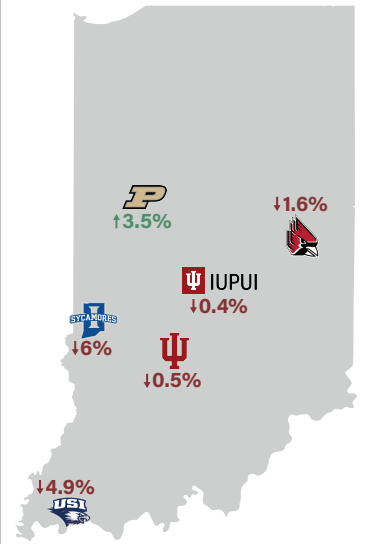 P
↑3.5%
↓1.6%
IUPUI
↓0.4%
I
SYCAMORES
↓6%
↓0.5%
↓4.9%
USI